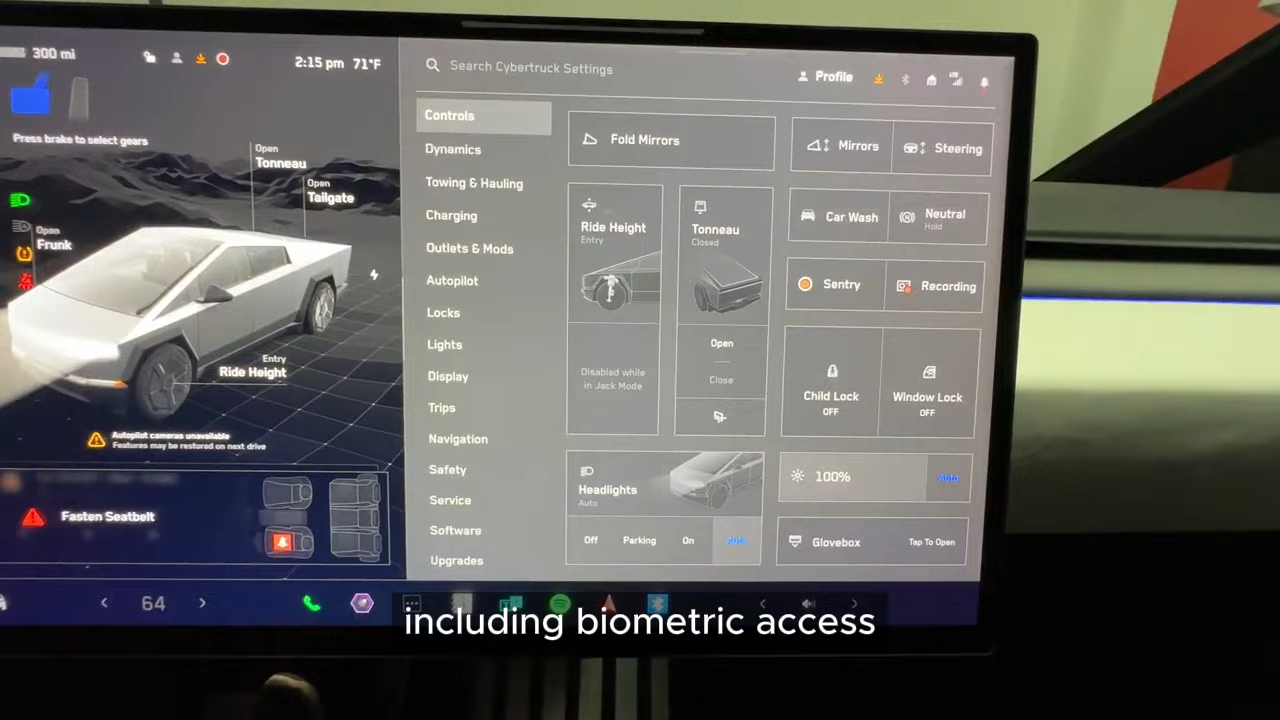 300 mi
2:15 pm 71°F
Press brake to select gears
Open
Tonneau
Open
Tailgate
Open
Frunk
Entry
Ride Height
Autopilot cameras unavailable
Features may be restored on next drive
Fasten Seatbelt
64
Search Cybertruck Settings
Profile
LTE
Controls
Dynamics
Towing & Hauling
Charging
Outlets & Mods
Autopilot
Locks
Lights
Display
Trips
Navigation
Safety
Service
Software
Upgrades
Fold Mirrors
Mirrors
Steering
Ride Height
Entry
Disabled while
in Jack Mode
Tonneau
Closed
Open
Close
Car Wash
Neutral
Hold
Sentry
Recording
Child Lock
OFF
Window Lock
OFF
Headlights
Auto
Off Parking On Auto
100%
Auto
Glovebox
Tap To Open
including biometric access